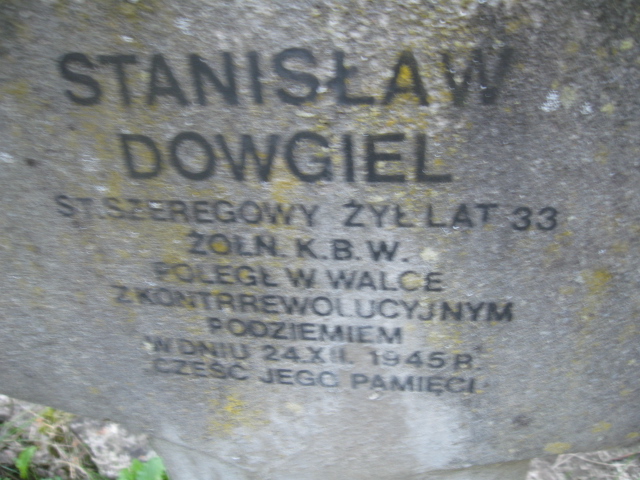 STANISŁAW
DOWGIEL
ST.SZEREGOWY ŻYŁ LAT 33
ŻOŁN. K.B.W.
POLEGŁ W WALCE
Z KONTRREWOLUCYJNYM
PODZIEMIEM
W DNIU 24.XII. 1945 R.
CZEŚĆ JEGO PAMIĘCI